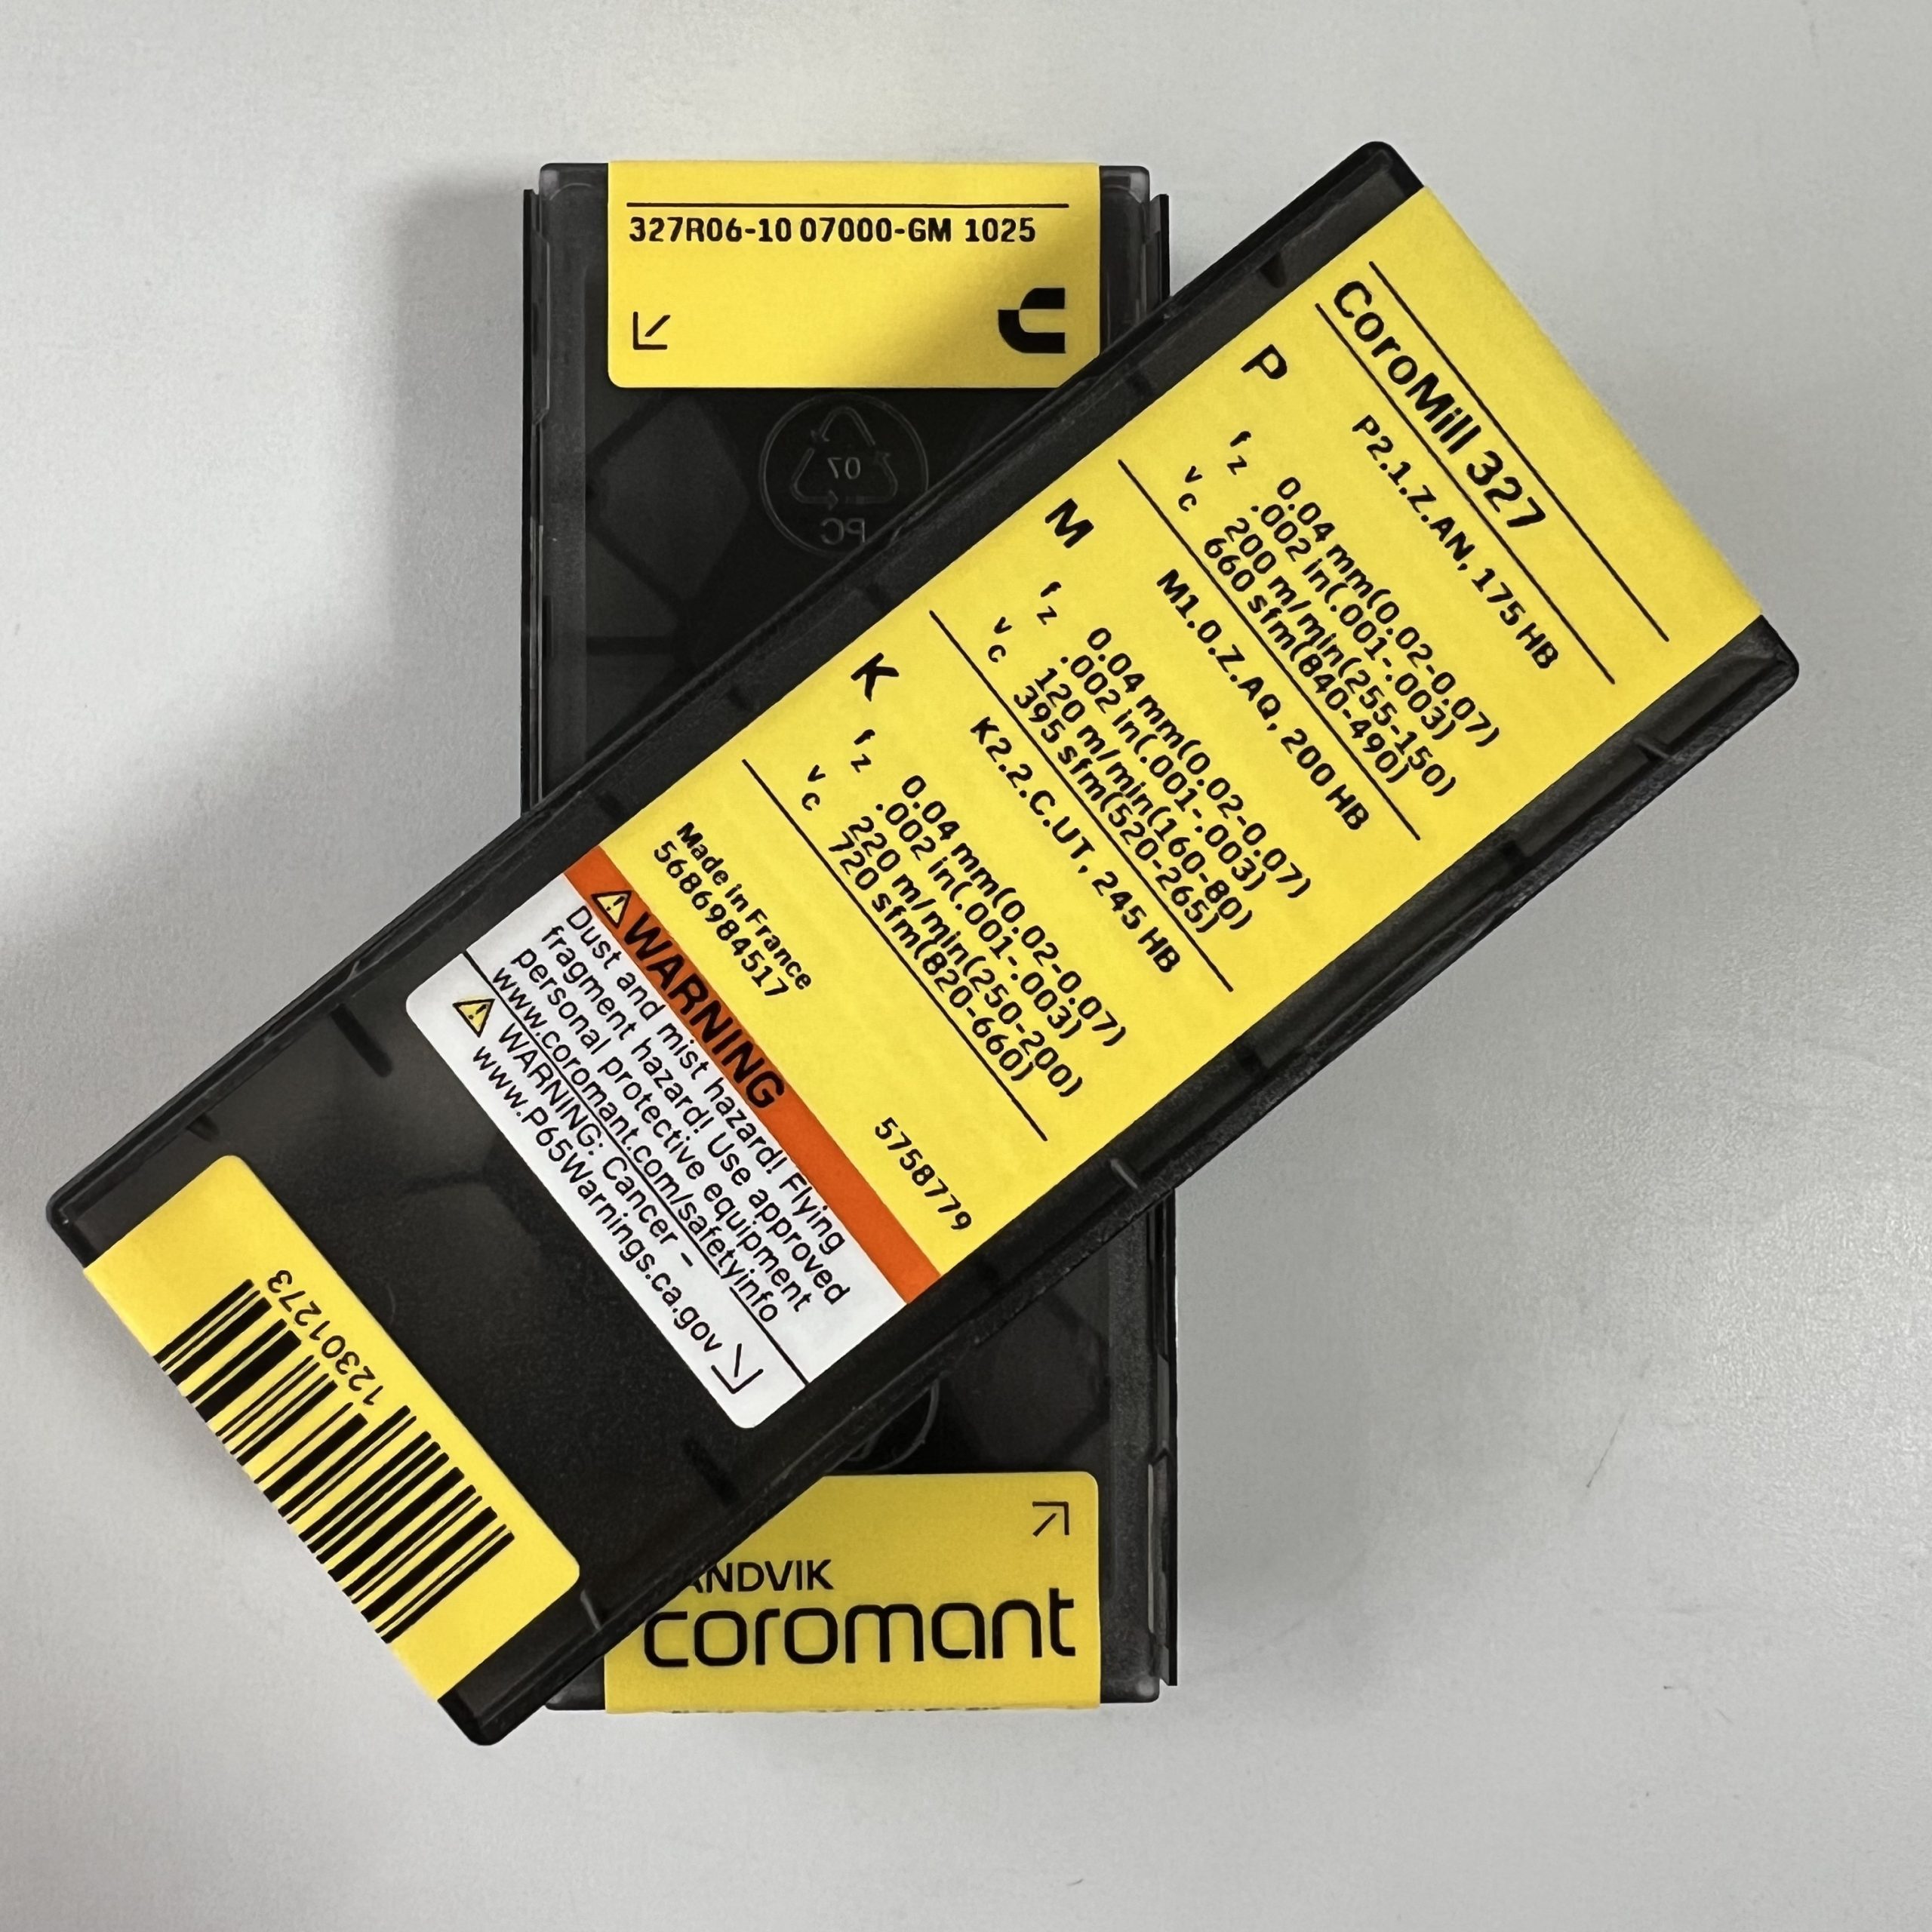 327R06-10 07000-GM 1025
07
PC
CoroMill 327
P
P2.1.Z.AN, 175 HB
fz 0.04 mm(0.02-0.07)
.002 in(.001-.003)
vc 200 m/min(255-150)
660 sfm(840-490)
M
M1.0.Z.AQ, 200 HB
fz 0.04 mm(0.02-0.07)
.002 in(.001-.003)
vc 120 m/min(160-80)
395 sfm(520-265)
K
K2.2.C.UT, 245 HB
fz 0.04 mm(0.02-0.07)
.002 in(.001-.003)
vc 220 m/min(250-200)
720 sfm(820-660)
Made in France
5686984517
5758779
WARNING
Dust and mist hazard! Flying
fragment hazard! Use approved
personal protective equipment
www.coromant.com/safetyinfo
WARNING: Cancer –
www.P65Warnings.ca.gov
12301273
ANDVIK
coromant